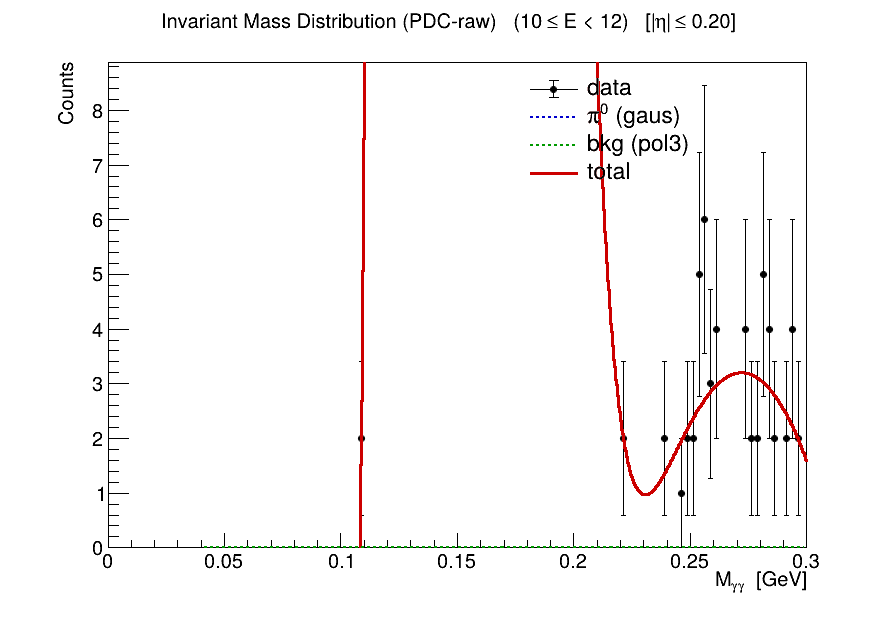 Invariant Mass Distribution (PDC-raw) (10 ≤ E < 12) [|η| ≤ 0.20]
Counts
8
7
6
5
4
3
2
1
0
data
π⁰ (gaus)
bkg (pol3)
total
0 0.05 0.1 0.15 0.2 0.25 0.3
M_γγ [GeV]